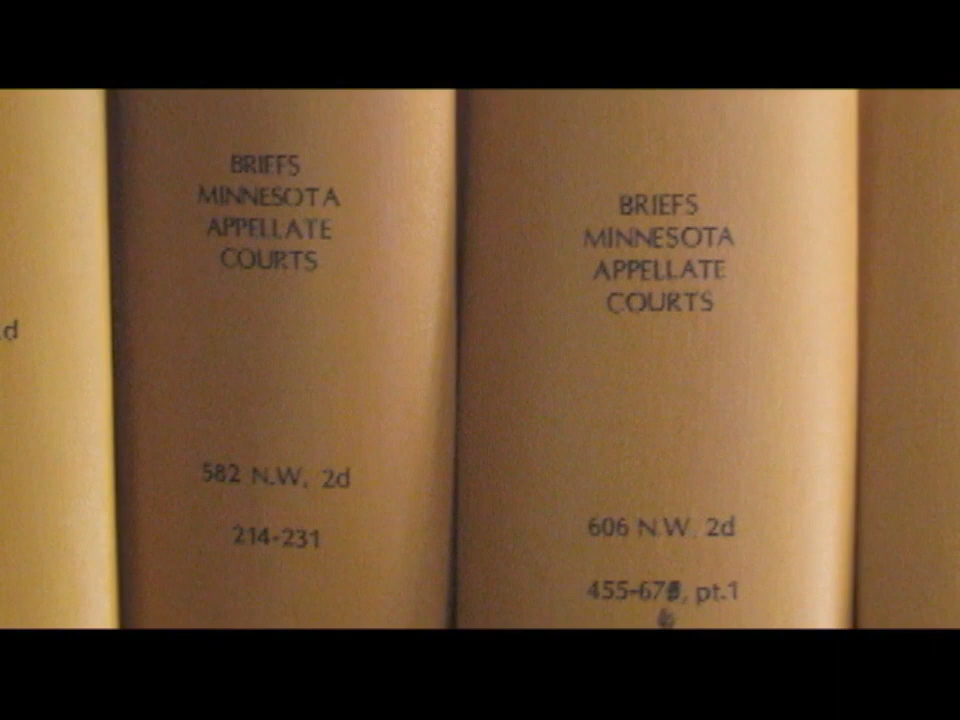 .d
BRIEFS
MINNESOTA
APPELLATE
COURTS
582 N.W. 2d
214-231
BRIEFS
MINNESOTA
APPELLATE
COURTS
606 N.W. 2d
pt.1